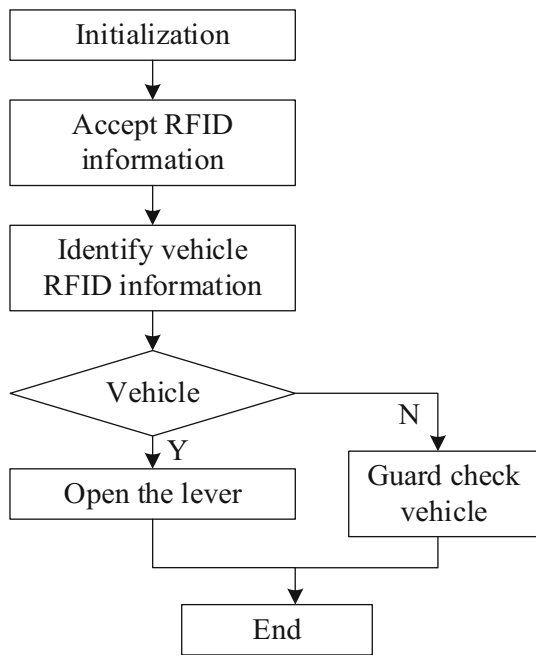 Initialization
Accept RFID
information
Identify vehicle
RFID information
Vehicle
N
Y
Open the lever
Guard check
vehicle
End